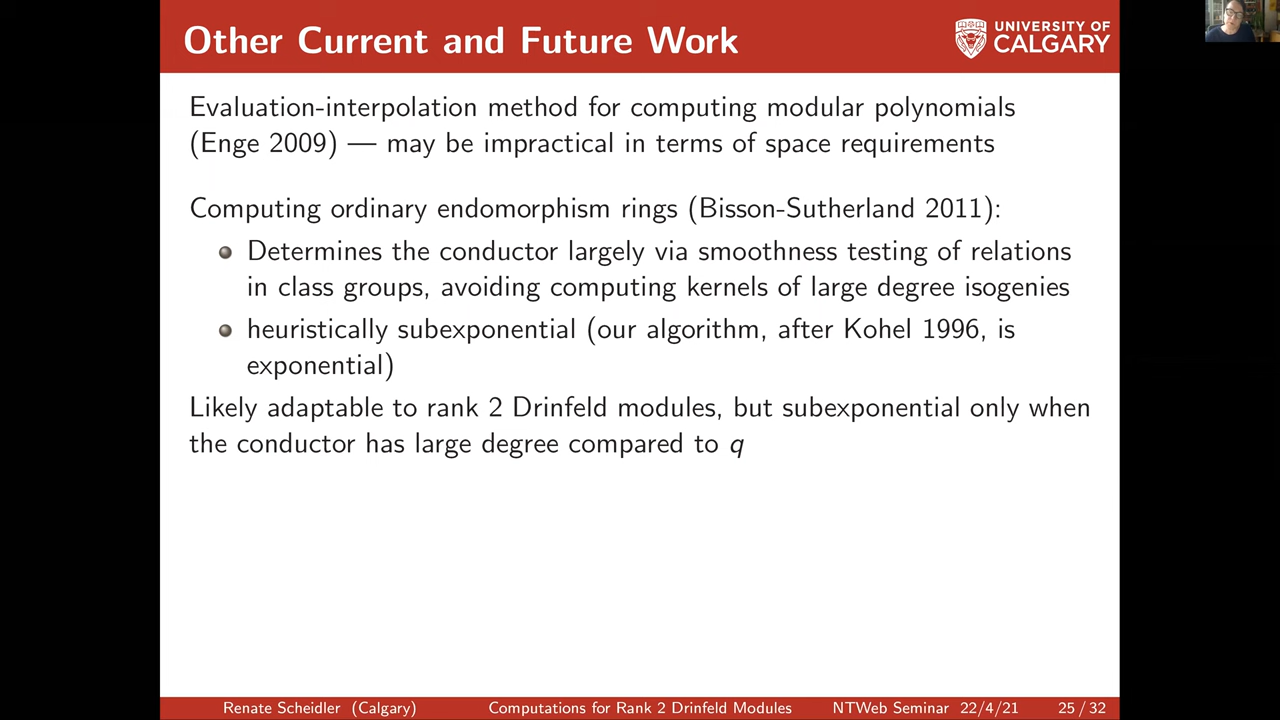 Other Current and Future Work
UNIVERSITY OF
CALGARY
Evaluation-interpolation method for computing modular polynomials
(Enge 2009) — may be impractical in terms of space requirements
Computing ordinary endomorphism rings (Bisson-Sutherland 2011):
Determines the conductor largely via smoothness testing of relations
in class groups, avoiding computing kernels of large degree isogenies
heuristically subexponential (our algorithm, after Kohel 1996, is
exponential)
Likely adaptable to rank 2 Drinfeld modules, but subexponential only when
the conductor has large degree compared to q
Renate Scheidler (Calgary) Computations for Rank 2 Drinfeld Modules NTWeb Seminar 22/4/21 25 / 32